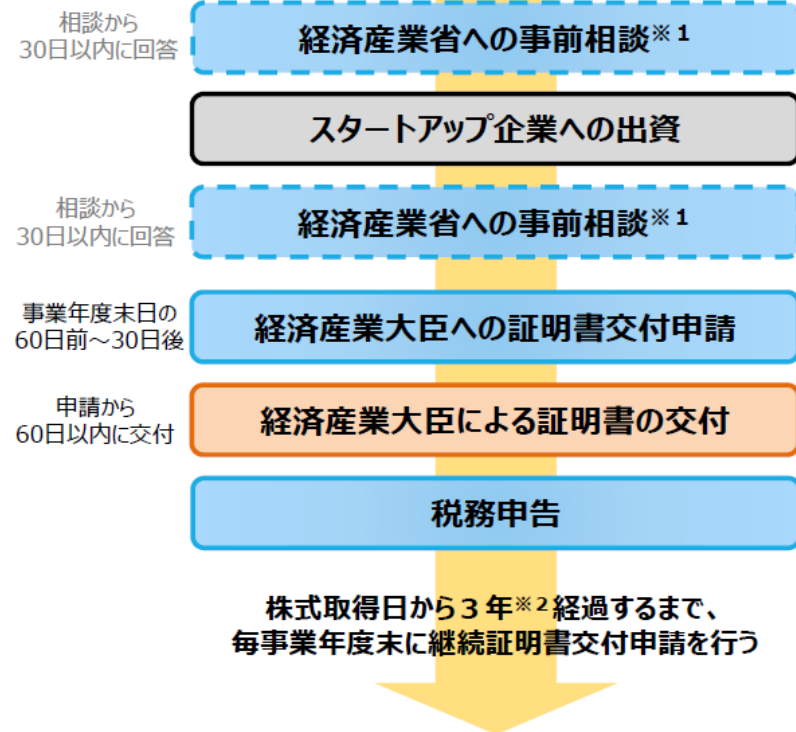 相談から
30日以内に回答
経済産業省への事前相談※1
スタートアップ企業への出資
相談から
30日以内に回答
経済産業省への事前相談※1
事業年度末日の
60日前～30日後
経済産業大臣への証明書交付申請
申請から
60日以内に交付
経済産業大臣による証明書の交付
税務申告
株式取得日から３年※2経過するまで、
毎事業年度末に継続証明書交付申請を行う